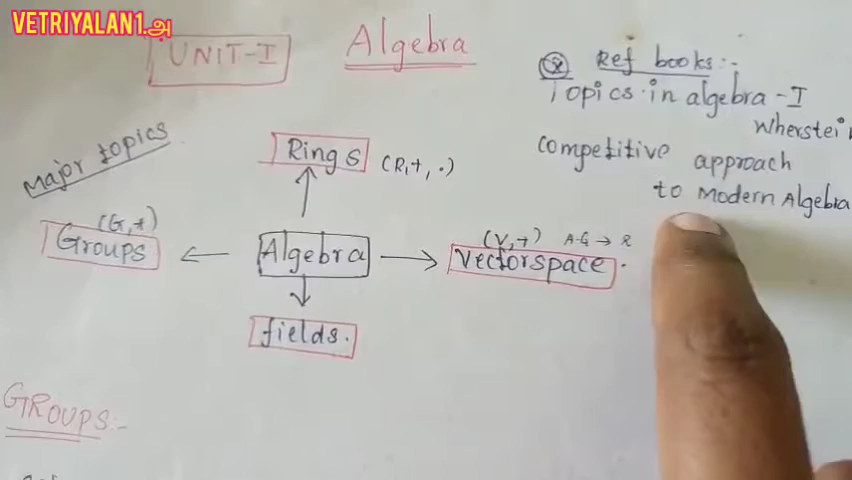 VETRIYALAN1.அ
UNIT-I
Algebra
Ref books:-
Topics in algebra - I
Wherstein
competitive approach
to Modern Algebra
Major topics
Rings (R,+,.)
(G,*)
Groups
Algebra
(V,+) A.G → R
Vectorspace.
fields.
GROUPS:-